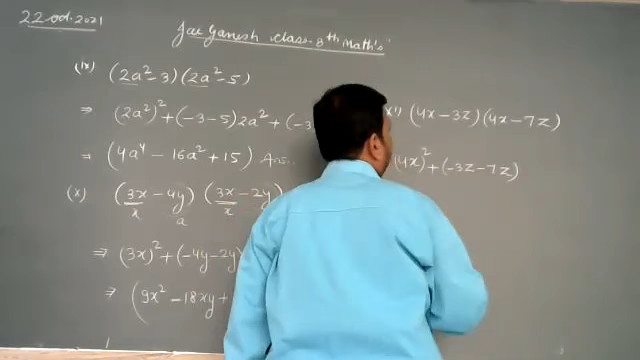 22 Oct. 2021
Jai Ganesh class-8th Math's
(ix) (2a²-3)(2a²-5)
⇒ (2a²)²+(-3-5)2a²+(-3
⇒ (4a⁴ - 16a²+15) Ans..
(x) (3x-4y)(3x-2y)
x a x
⇒ (3x)²+(-4y-2y
⇒ (9x²-18xy+
(4x-3z)(4x-7z)
(4x)²+(-3z-7z)